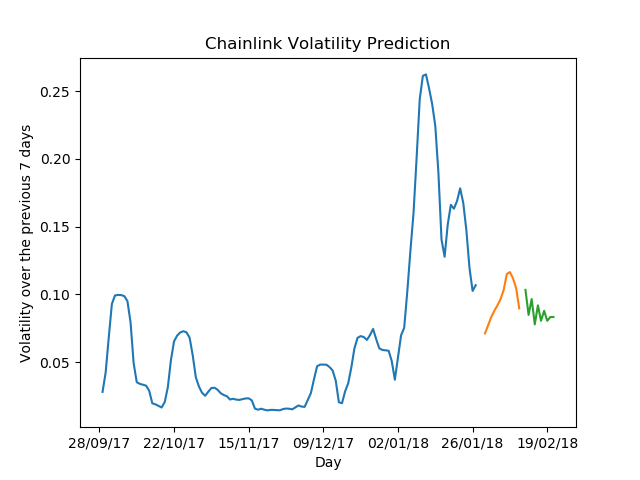 Chainlink Volatility Prediction
Volatility over the previous 7 days
0.25
0.20
0.15
0.10
0.05
28/09/17 22/10/17 15/11/17 09/12/17 02/01/18 26/01/18 19/02/18
Day